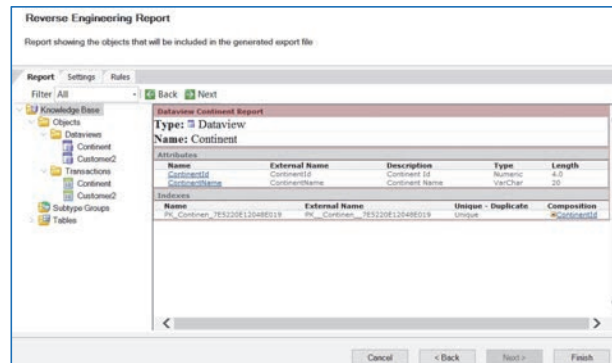 Reverse Engineering Report
Report showing the objects that will be included in the generated export file
Report Settings Rules
Filter All Back Next
Knowledge Base
Objects
Dataviews
Continent
Customer2
Transactions
Continent
Customer2
Subtype Groups
Tables
Dataview Continent Report
Type: Dataview
Name: Continent
Attributes
Name External Name Description Type Length
ContinentId ContinentId Continent Id Numeric 4.0
ContinentName ContinentName Continent Name VarChar 20
Indexes
Name External Name Unique - Duplicate Composition
PK_Continen_7E5220E12048E019 PK__Continen__7E5220E12048E019 Unique ContinentId
Cancel < Back Next > Finish